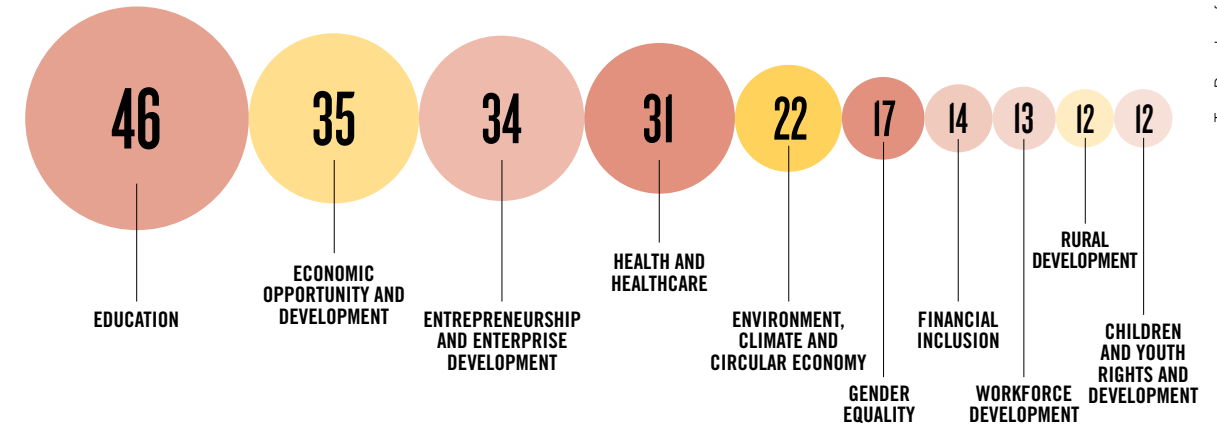 46
35
34
31
22
17
14
13
12
12
EDUCATION
ECONOMIC
OPPORTUNITY AND
DEVELOPMENT
ENTREPRENEURSHIP
AND ENTERPRISE
DEVELOPMENT
HEALTH AND
HEALTHCARE
ENVIRONMENT,
CLIMATE AND
CIRCULAR ECONOMY
GENDER
EQUALITY
FINANCIAL
INCLUSION
WORKFORCE
DEVELOPMENT
RURAL
DEVELOPMENT
CHILDREN
AND YOUTH
RIGHTS AND
DEVELOPMENT